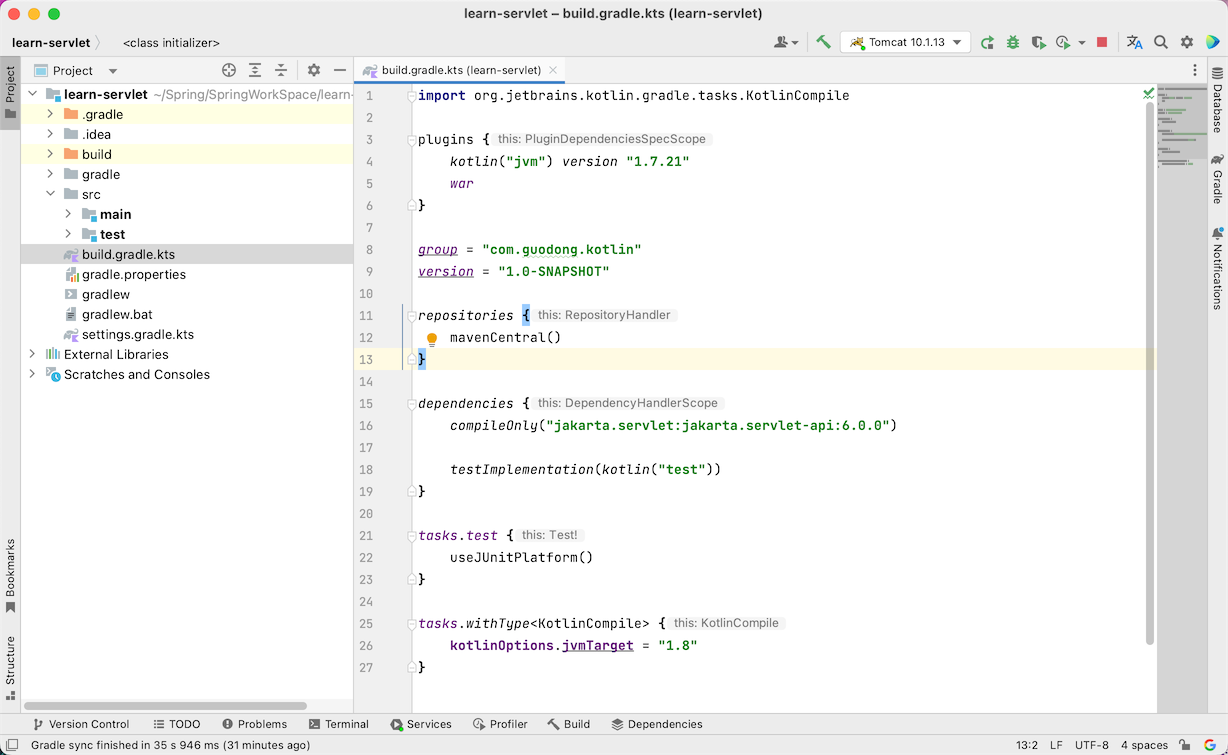 learn-servlet – build.gradle.kts (learn-servlet)
learn-servlet
<class initializer>
Tomcat 10.1.13
Project
Project
build.gradle.kts (learn-servlet)
learn-servlet ~/Spring/SpringWorkSpace/learn-
.gradle
.idea
build
gradle
src
main
test
build.gradle.kts
gradle.properties
gradlew
gradlew.bat
settings.gradle.kts
External Libraries
Scratches and Consoles
1 import org.jetbrains.kotlin.gradle.tasks.KotlinCompile
2
3 plugins { this: PluginDependenciesSpecScope
4 kotlin("jvm") version "1.7.21"
5 war
6 }
7
8 group = "com.guodong.kotlin"
9 version = "1.0-SNAPSHOT"
10
11 repositories { this: RepositoryHandler
12 mavenCentral()
13 }
14
15 dependencies { this: DependencyHandlerScope
16 compileOnly("jakarta.servlet:jakarta.servlet-api:6.0.0")
17
18 testImplementation(kotlin("test"))
19 }
20
21 tasks.test { this: Test!
22 useJUnitPlatform()
23 }
24
25 tasks.withType<KotlinCompile> { this: KotlinCompile
26 kotlinOptions.jvmTarget = "1.8"
27 }
Database
Gradle
Notifications
Bookmarks
Structure
Version Control
TODO
Problems
Terminal
Services
Profiler
Build
Dependencies
Gradle sync finished in 35 s 946 ms (31 minutes ago)
13:2 LF UTF-8 4 spaces